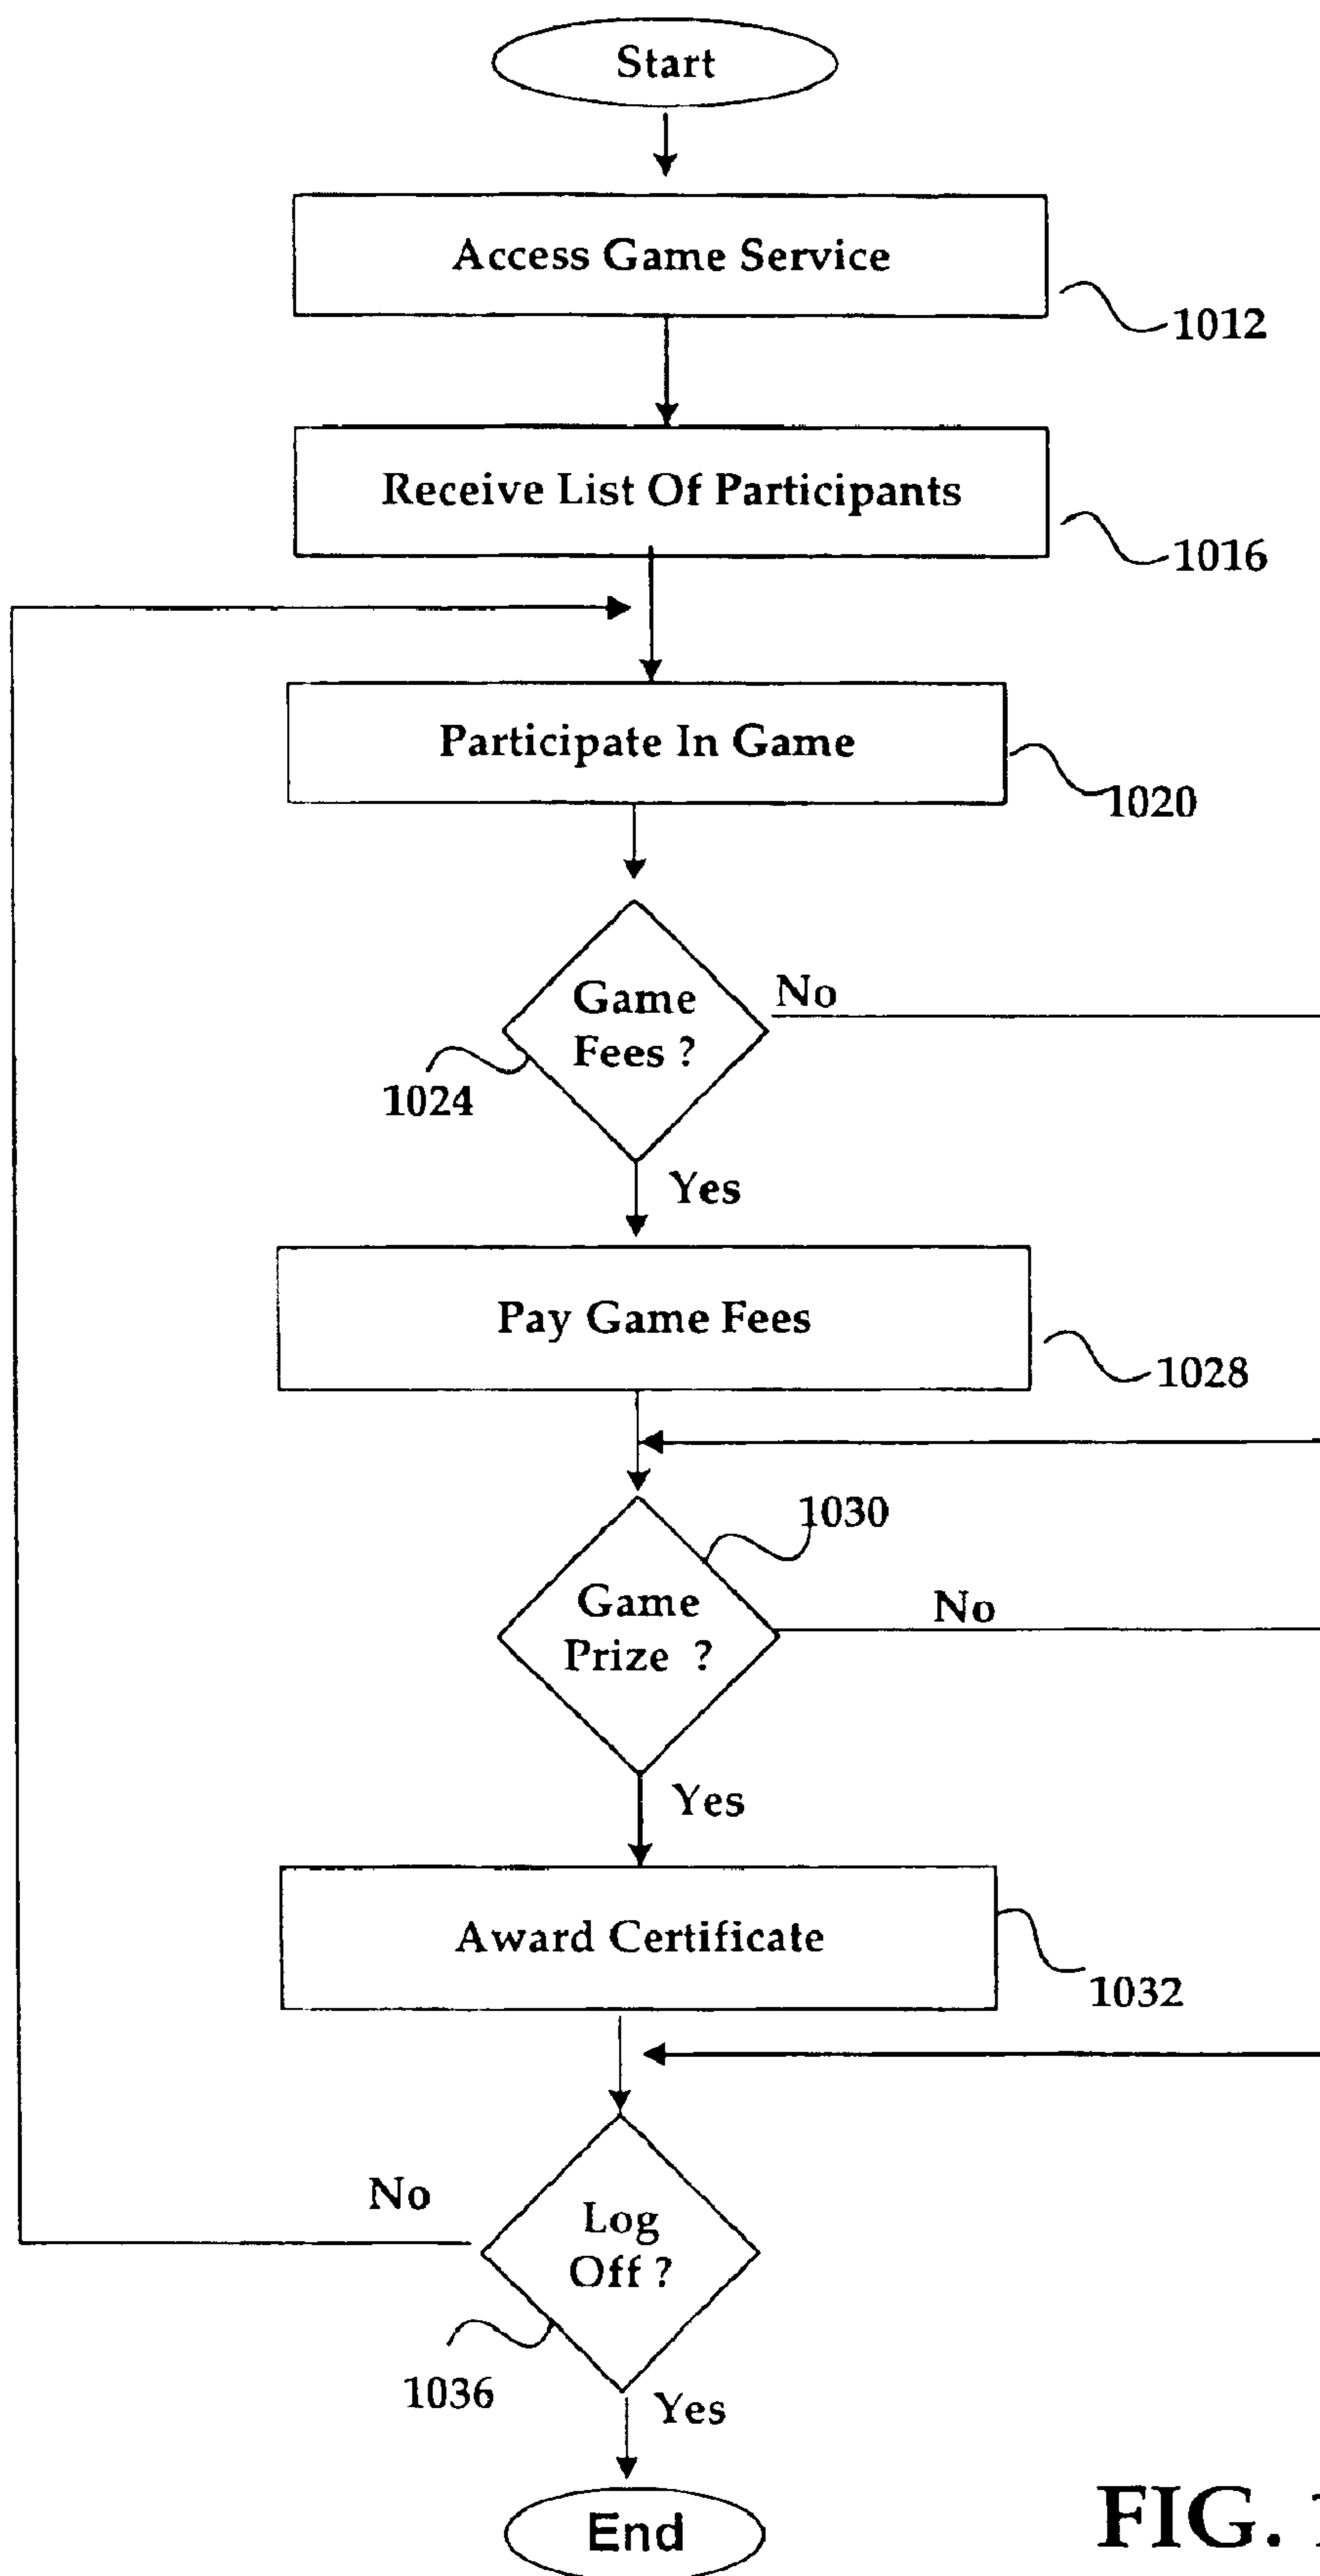 Start
Access Game Service
1012
Receive List Of Participants
1016
Participate In Game
1020
Game
Fees ?
No
1024
Yes
Pay Game Fees
1028
1030
Game
Prize ?
No
Yes
Award Certificate
1032
No
Log
Off ?
1036
Yes
End
FIG.